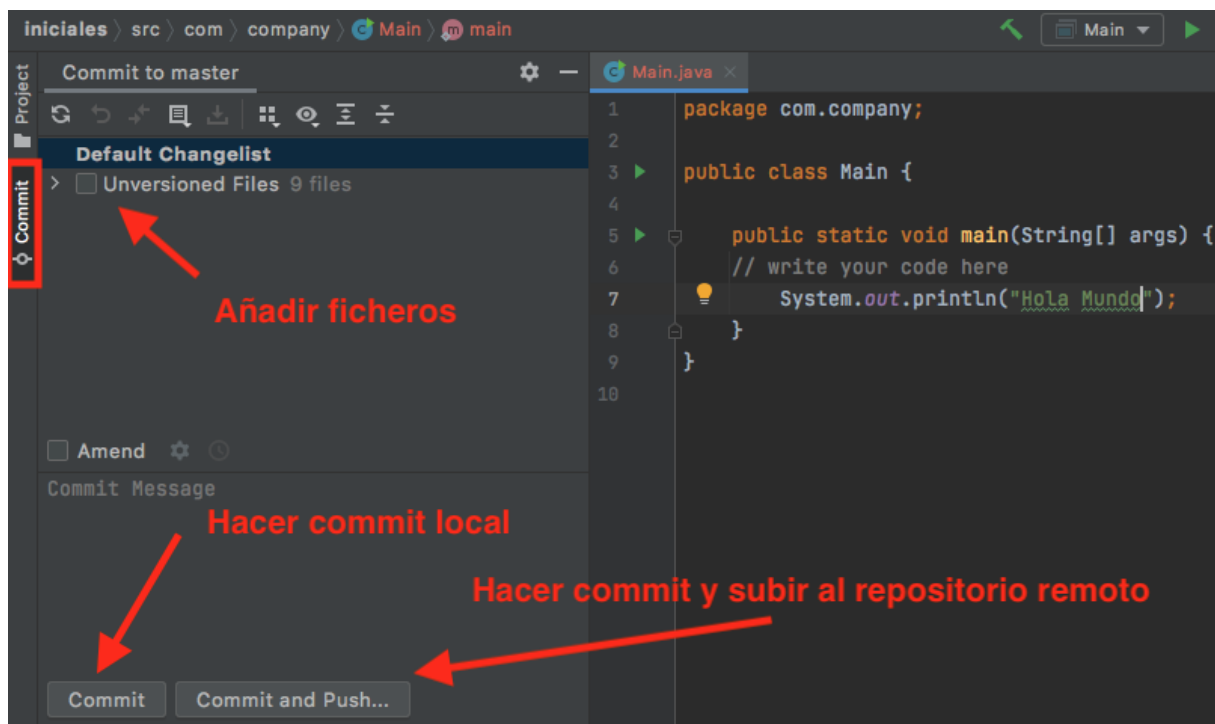 iniciales 〉 src 〉 com 〉 company 〉 Main 〉 main
Main
Project
Commit
Commit to master
Default Changelist
Unversioned Files 9 files
Añadir ficheros
Amend
Commit Message
Hacer commit local
Hacer commit y subir al repositorio remoto
Commit
Commit and Push...
Main.java
1 package com.company;
2
3 public class Main {
4
5 public static void main(String[] args) {
6 // write your code here
7 System.out.println("Hola Mundo");
8 }
9 }
10